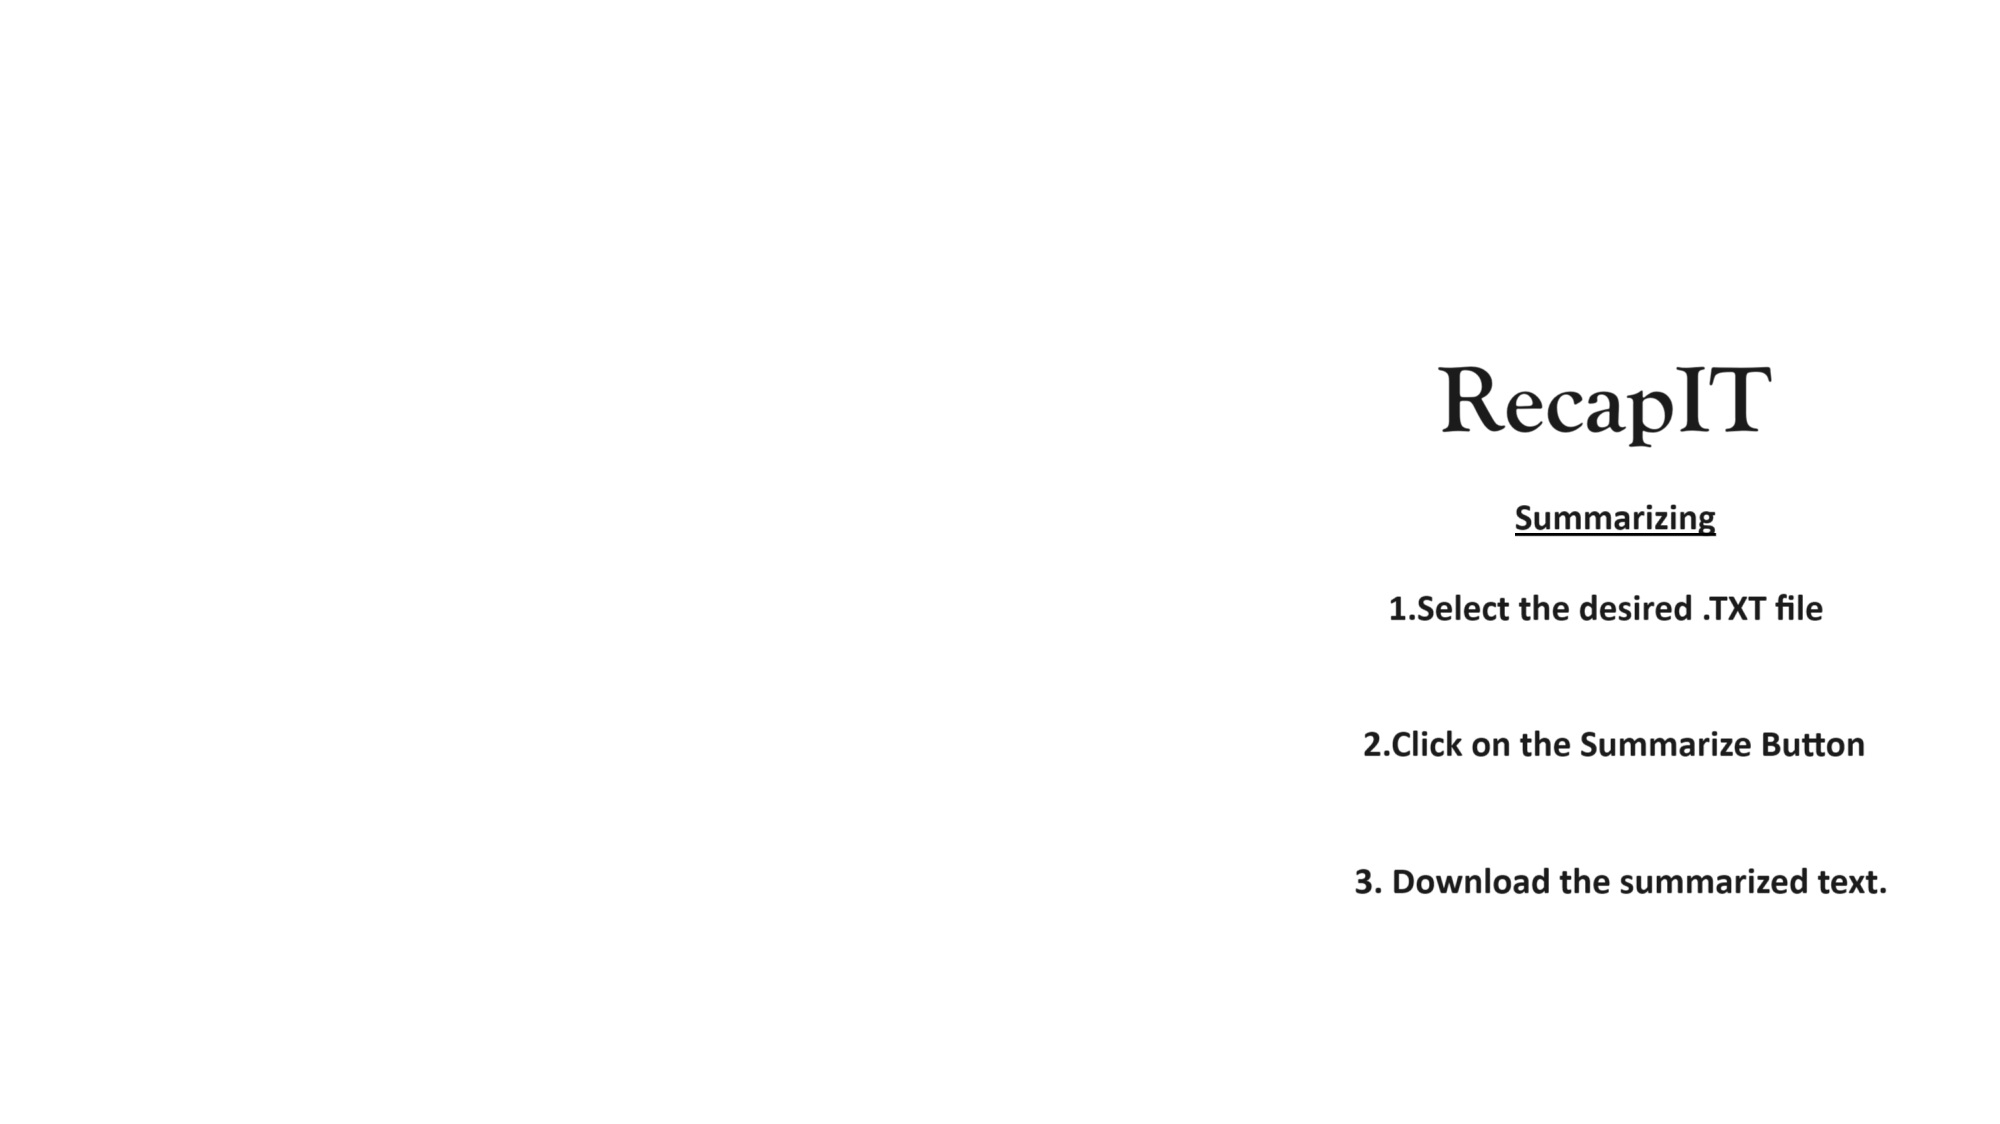 RecapIT
Summarizing
1.Select the desired .TXT file
2.Click on the Summarize Button
3. Download the summarized text.